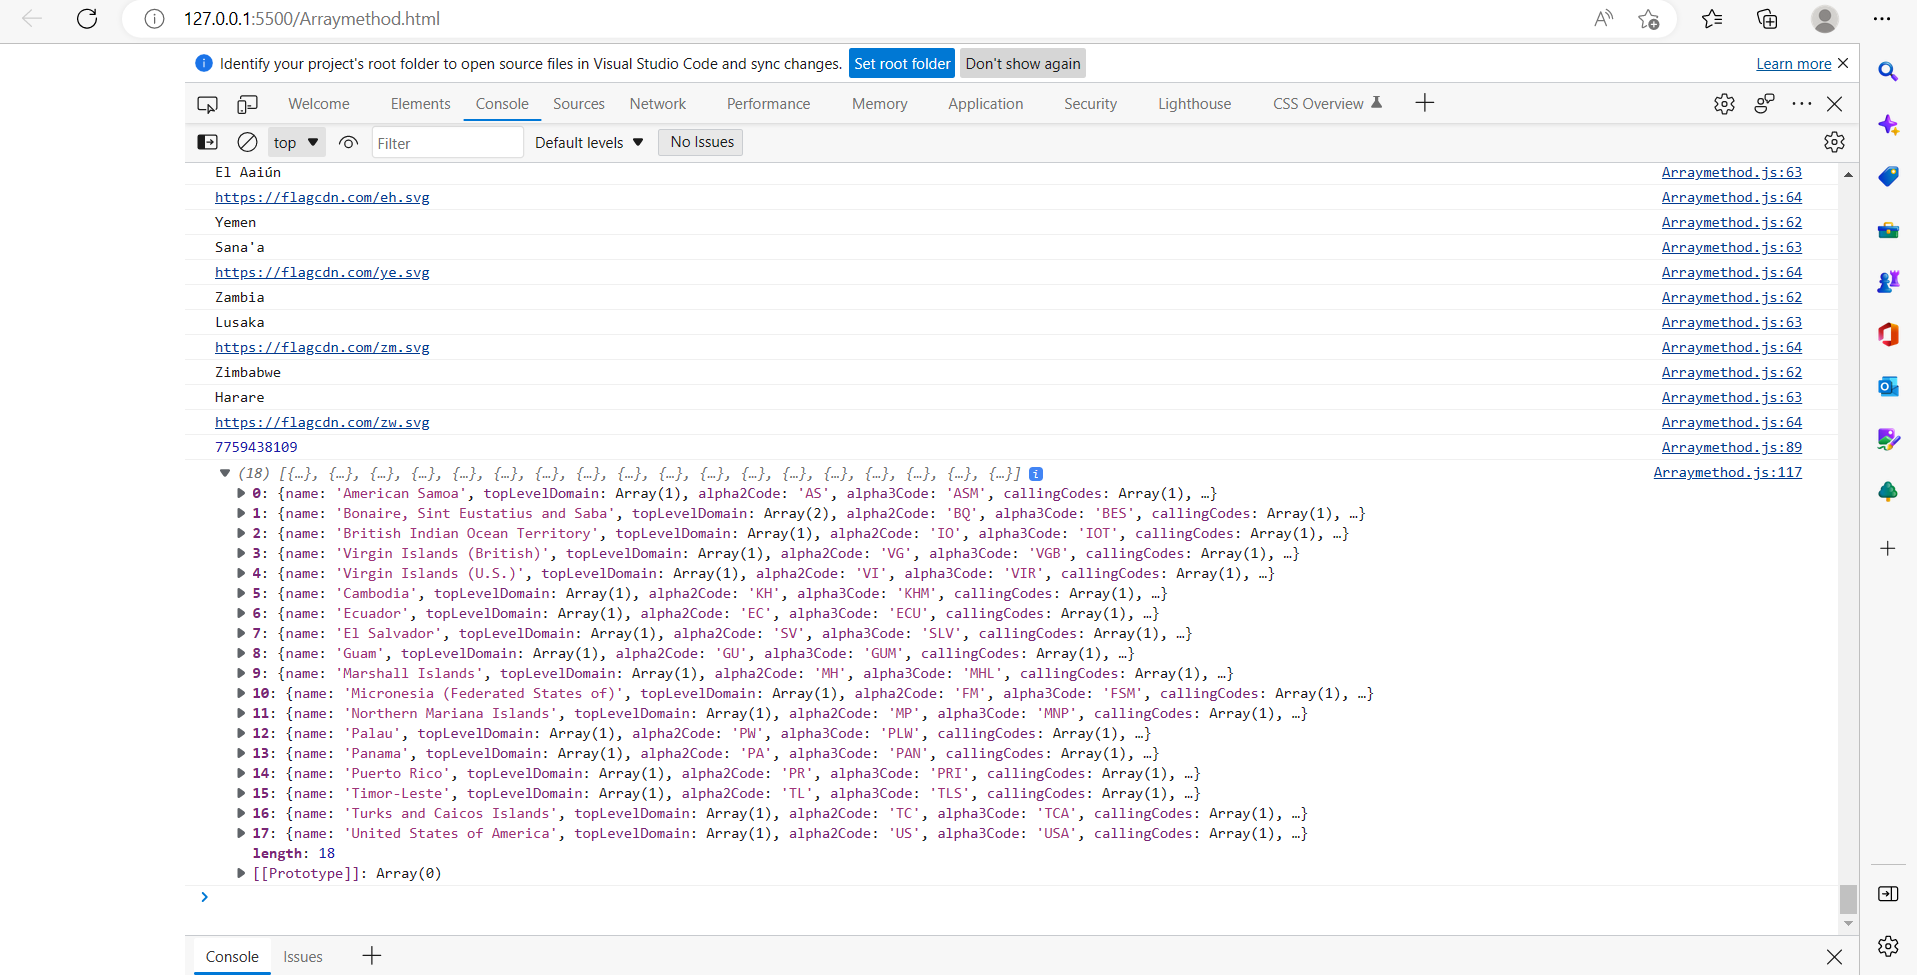 127.0.0.1:5500/Arraymethod.html
Identify your project's root folder to open source files in Visual Studio Code and sync changes. Set root folder Don't show again Learn more
Welcome Elements Console Sources Network Performance Memory Application Security Lighthouse CSS Overview
top Filter Default levels No Issues
El Aaiún Arraymethod.js:63
https://flagcdn.com/eh.svg Arraymethod.js:64
Yemen Arraymethod.js:62
Sana'a Arraymethod.js:63
https://flagcdn.com/ye.svg Arraymethod.js:64
Zambia Arraymethod.js:62
Lusaka Arraymethod.js:63
https://flagcdn.com/zm.svg Arraymethod.js:64
Zimbabwe Arraymethod.js:62
Harare Arraymethod.js:63
https://flagcdn.com/zw.svg Arraymethod.js:64
7759438109 Arraymethod.js:89
(18) [{…}, {…}, {…}, {…}, {…}, {…}, {…}, {…}, {…}, {…}, {…}, {…}, {…}, {…}, {…}, {…}, {…}, {…}] i Arraymethod.js:117
0: {name: 'American Samoa', topLevelDomain: Array(1), alpha2Code: 'AS', alpha3Code: 'ASM', callingCodes: Array(1), …}
1: {name: 'Bonaire, Sint Eustatius and Saba', topLevelDomain: Array(2), alpha2Code: 'BQ', alpha3Code: 'BES', callingCodes: Array(1), …}
2: {name: 'British Indian Ocean Territory', topLevelDomain: Array(1), alpha2Code: 'IO', alpha3Code: 'IOT', callingCodes: Array(1), …}
3: {name: 'Virgin Islands (British)', topLevelDomain: Array(1), alpha2Code: 'VG', alpha3Code: 'VGB', callingCodes: Array(1), …}
4: {name: 'Virgin Islands (U.S.)', topLevelDomain: Array(1), alpha2Code: 'VI', alpha3Code: 'VIR', callingCodes: Array(1), …}
5: {name: 'Cambodia', topLevelDomain: Array(1), alpha2Code: 'KH', alpha3Code: 'KHM', callingCodes: Array(1), …}
6: {name: 'Ecuador', topLevelDomain: Array(1), alpha2Code: 'EC', alpha3Code: 'ECU', callingCodes: Array(1), …}
7: {name: 'El Salvador', topLevelDomain: Array(1), alpha2Code: 'SV', alpha3Code: 'SLV', callingCodes: Array(1), …}
8: {name: 'Guam', topLevelDomain: Array(1), alpha2Code: 'GU', alpha3Code: 'GUM', callingCodes: Array(1), …}
9: {name: 'Marshall Islands', topLevelDomain: Array(1), alpha2Code: 'MH', alpha3Code: 'MHL', callingCodes: Array(1), …}
10: {name: 'Micronesia (Federated States of)', topLevelDomain: Array(1), alpha2Code: 'FM', alpha3Code: 'FSM', callingCodes: Array(1), …}
11: {name: 'Northern Mariana Islands', topLevelDomain: Array(1), alpha2Code: 'MP', alpha3Code: 'MNP', callingCodes: Array(1), …}
12: {name: 'Palau', topLevelDomain: Array(1), alpha2Code: 'PW', alpha3Code: 'PLW', callingCodes: Array(1), …}
13: {name: 'Panama', topLevelDomain: Array(1), alpha2Code: 'PA', alpha3Code: 'PAN', callingCodes: Array(1), …}
14: {name: 'Puerto Rico', topLevelDomain: Array(1), alpha2Code: 'PR', alpha3Code: 'PRI', callingCodes: Array(1), …}
15: {name: 'Timor-Leste', topLevelDomain: Array(1), alpha2Code: 'TL', alpha3Code: 'TLS', callingCodes: Array(1), …}
16: {name: 'Turks and Caicos Islands', topLevelDomain: Array(1), alpha2Code: 'TC', alpha3Code: 'TCA', callingCodes: Array(1), …}
17: {name: 'United States of America', topLevelDomain: Array(1), alpha2Code: 'US', alpha3Code: 'USA', callingCodes: Array(1), …}
length: 18
[[Prototype]]: Array(0)
Console Issues